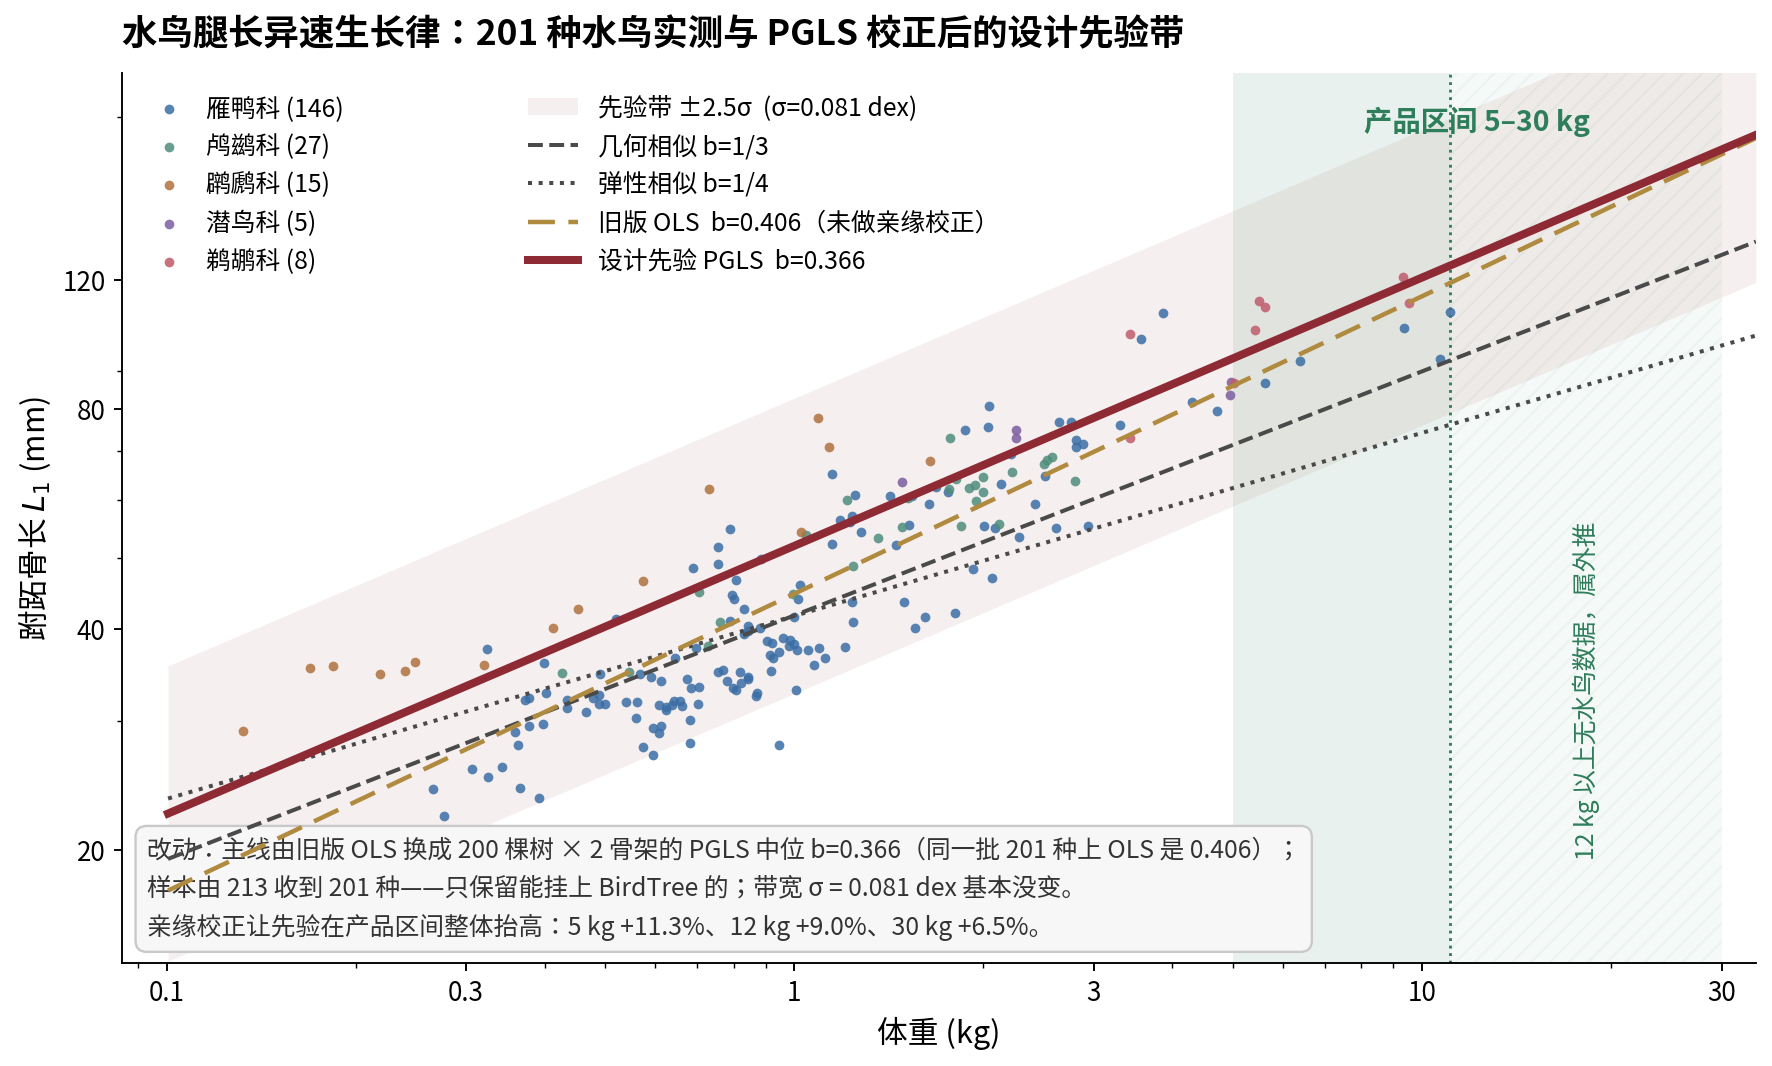 水鸟腿长异速生长律：201 种水鸟实测与 PGLS 校正后的设计先验带
雁鸭科 (146)
鸬鹚科 (27)
䴙䴘科 (15)
潜鸟科 (5)
鹈鹕科 (8)
先验带 ±2.5σ (σ=0.081 dex)
几何相似 b=1/3
弹性相似 b=1/4
旧版 OLS b=0.406（未做亲缘校正）
设计先验 PGLS b=0.366
产品区间 5–30 kg
12 kg 以上无水鸟数据，属外推
跗跖骨长 L₁ (mm)
120
80
40
20
改动：主线由旧版 OLS 换成 200 棵树 × 2 骨架的 PGLS 中位 b=0.366（同一批 201 种上 OLS 是 0.406）；
样本由 213 收到 201 种——只保留能挂上 BirdTree 的；带宽 σ = 0.081 dex 基本没变。
亲缘校正让先验在产品区间整体抬高：5 kg +11.3%、12 kg +9.0%、30 kg +6.5%。
0.1
0.3
1
3
10
30
体重 (kg)